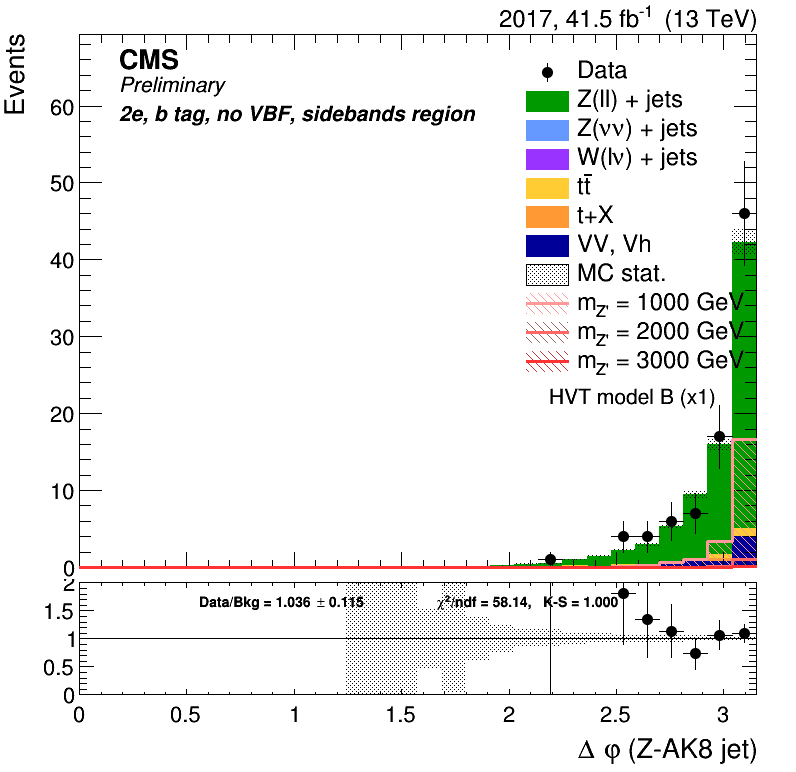 2017, 41.5 fb⁻¹ (13 TeV)
Events
CMS
Preliminary
2e, b tag, no VBF, sidebands region
Data
Z(ll) + jets
Z(νν) + jets
W(lν) + jets
tt̄
t+X
VV, Vh
MC stat.
m_Z' = 1000 GeV
m_Z' = 2000 GeV
m_Z' = 3000 GeV
HVT model B (x1)
60
50
40
30
20
10
0
Data/Bkg = 1.036 ± 0.115
χ²/ndf = 58.14, K-S = 1.000
2
1.5
1
0.5
0
0 0.5 1 1.5 2 2.5 3
Δ φ (Z-AK8 jet)